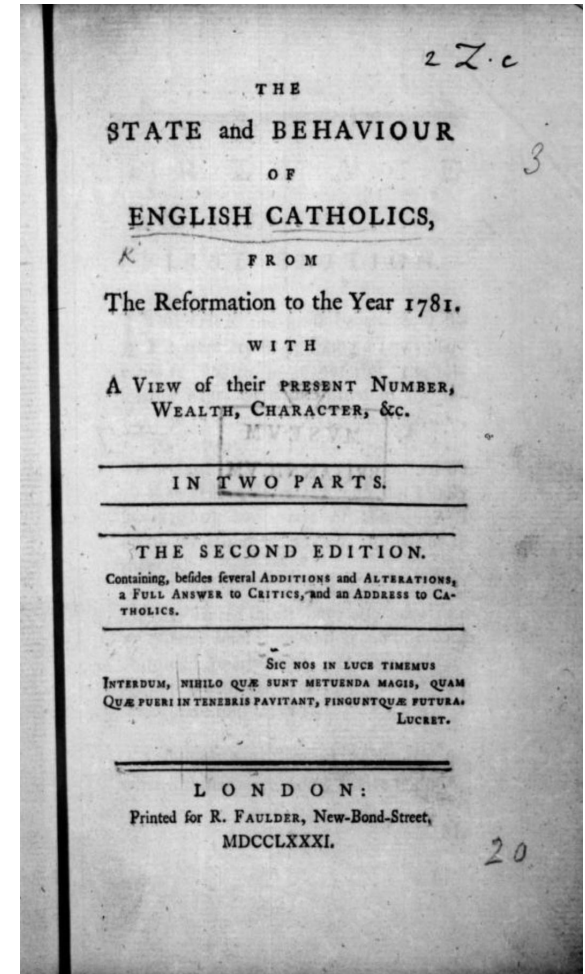 2 Z.c
THE
STATE and BEHAVIOUR
3
OF
ENGLISH CATHOLICS,
K
FROM
The Reformation to the Year 1781.
WITH
A VIEW of their PRESENT NUMBER,
WEALTH, CHARACTER, &c.
MVSEVM
IN TWO PARTS.
THE SECOND EDITION.
Containing, beſides ſeveral ADDITIONS and ALTERATIONS,
a FULL ANSWER to CRITICS, and an ADDRESS to CA-
THOLICS.
SIC NOS IN LUCE TIMEMUS
INTERDUM, NIHILO QUÆ SUNT METUENDA MAGIS, QUAM
QUÆ PUERI IN TENEBRIS PAVITANT, FINGUNTQUÆ FUTURA.
LUCRET.
LONDON:
Printed for R. FAULDER, New-Bond-Street,
MDCCLXXXI.
20